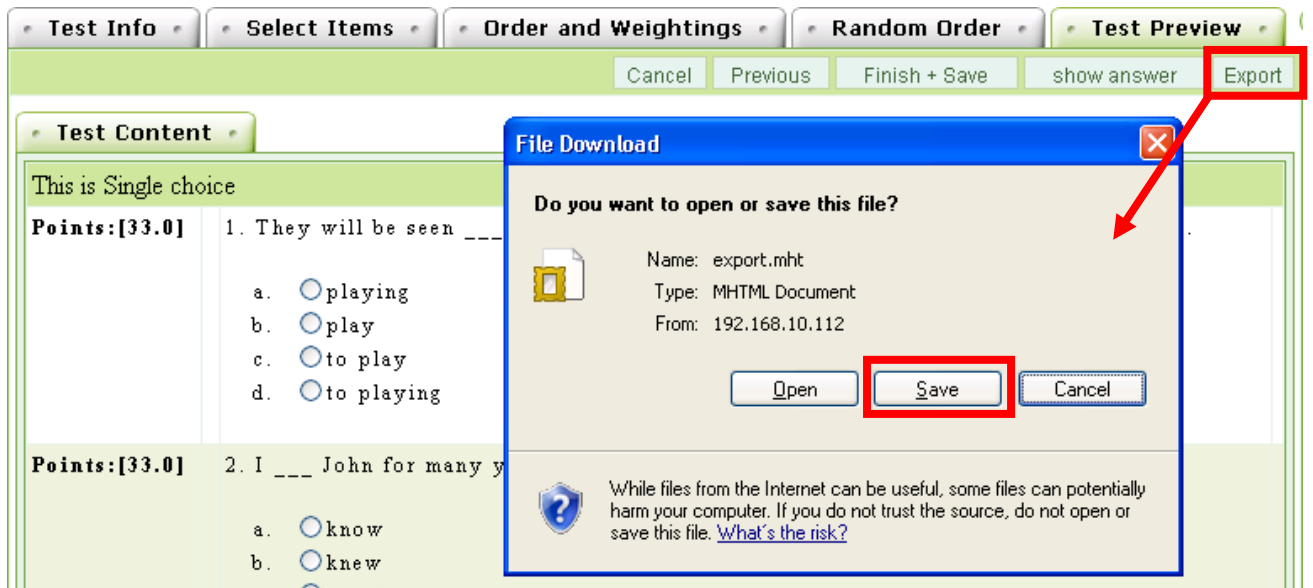 Test Info Select Items Order and Weightings Random Order Test Preview
Cancel Previous Finish + Save show answer Export
Test Content
This is Single choice
Points:[33.0] 1. They will be seen ___ .
a. playing
b. play
c. to play
d. to playing
Points:[33.0] 2. I ___ John for many y
a. know
b. knew
File Download
Do you want to open or save this file?
Name: export.mht
Type: MHTML Document
From: 192.168.10.112
Open Save Cancel
While files from the Internet can be useful, some files can potentially
harm your computer. If you do not trust the source, do not open or
save this file. What's the risk?